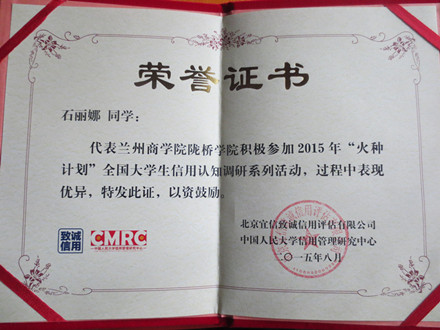 荣誉证书
石丽娜 同学：
代表兰州商学院陇桥学院积极参加2015年“火种
计划”全国大学生信用认知调研系列活动，过程中表现
优异，特发此证，以资鼓励。
致诚
信用
CMRC
北京宜信致诚信用评估有限公司
中国人民大学信用管理研究中心
二〇一五年八月